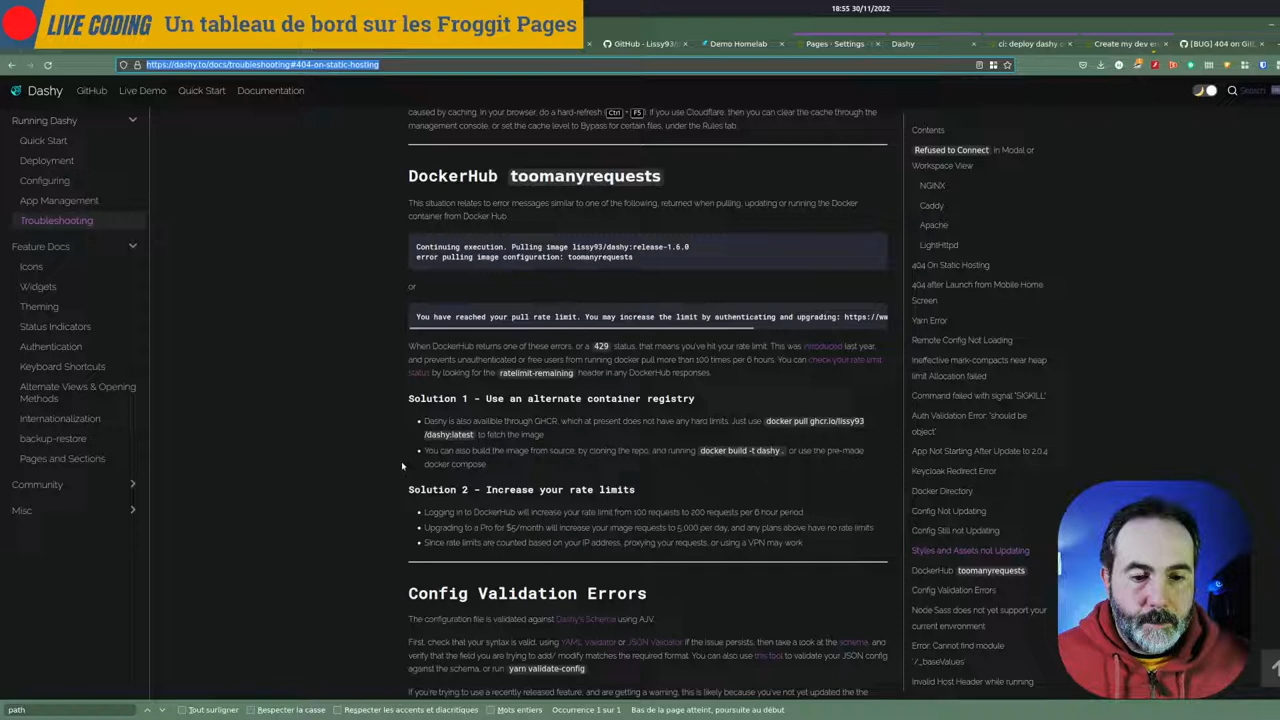 18:55 30/11/2022
LIVE CODING
Un tableau de bord sur les Froggit Pages
GitHub - Lissy93/
Demo Homelab
Pages · Settings
Dashy
ci: deploy dashy
Create my dev e
[BUG] 404 on Git
https://dashy.to/docs/troubleshooting#404-on-static-hosting
Dashy
GitHub
Live Demo
Quick Start
Documentation
Search
Running Dashy
Quick Start
Deployment
Configuring
App Management
Troubleshooting
Feature Docs
Icons
Widgets
Theming
Status Indicators
Authentication
Keyboard Shortcuts
Alternate Views & Opening
Methods
Internationalization
backup-restore
Pages and Sections
Community
Misc
caused by caching. In your browser, do a hard-refresh (Ctrl + F5). If you use Cloudflare, then you can clear the cache through the
management console, or set the cache level to Bypass for certain files, under the Rules tab.
DockerHub toomanyrequests
This situation relates to error messages similar to one of the following, returned when pulling, updating or running the Docker
container from Docker Hub
Continuing execution. Pulling image lissy93/dashy:release-1.6.0
error pulling image configuration: toomanyrequests
or
You have reached your pull rate limit. You may increase the limit by authenticating and upgrading: https://ww
When DockerHub returns one of these errors, or a 429 status, that means you've hit your rate limit. This was introduced last year,
and prevents unauthenticated or free users from running docker pull more than 100 times per 6 hours. You can check your rate limit
status by looking for the ratelimit-remaining header in any DockerHub responses.
Solution 1 - Use an alternate container registry
• Dashy is also availible through GHCR, which at present does not have any hard limits. Just use docker pull ghcr.io/lissy93
/dashy:latest to fetch the image
• You can also build the image from source, by cloning the repo, and running docker build -t dashy . or use the pre-made
docker compose
Solution 2 - Increase your rate limits
• Logging in to DockerHub will increase your rate limit from 100 requests to 200 requests per 6 hour period
• Upgrading to a Pro for $5/month will increase your image requests to 5,000 per day, and any plans above have no rate limits
• Since rate limits are counted based on your IP address, proxying your requests, or using a VPN may work
Config Validation Errors
The configuration file is validated against Dashy's Schema using AJV.
First, check that your syntax is valid, using YAML Validator or JSON Validator. If the issue persists, then take a look at the schema, and
verify that the field you are trying to add/ modify matches the required format. You can also use this tool to validate your JSON config
against the schema, or run yarn validate-config
If you're trying to use a recently released feature, and are getting a warning, this is likely because you've not yet updated the the
Contents
Refused to Connect in Modal or
Workspace View
NGINX
Caddy
Apache
LightHttpd
404 On Static Hosting
404 after Launch from Mobile Home
Screen
Yarn Error
Remote Config Not Loading
Ineffective mark-compacts near heap
limit Allocation failed
Command failed with signal "SIGKILL"
Auth Validation Error: "should be
object"
App Not Starting After Update to 2.0.4
Keycloak Redirect Error
Docker Directory
Config Not Updating
Config Still not Updating
Styles and Assets not Updating
DockerHub toomanyrequests
Config Validation Errors
Node Sass does not yet support your
current environment
Error: Cannot find module
'./_baseValues'
Invalid Host Header while running
path
Tout surligner
Respecter la casse
Respecter les accents et diacritiques
Mots entiers
Occurrence 1 sur 1
Bas de la page atteint, poursuite au début